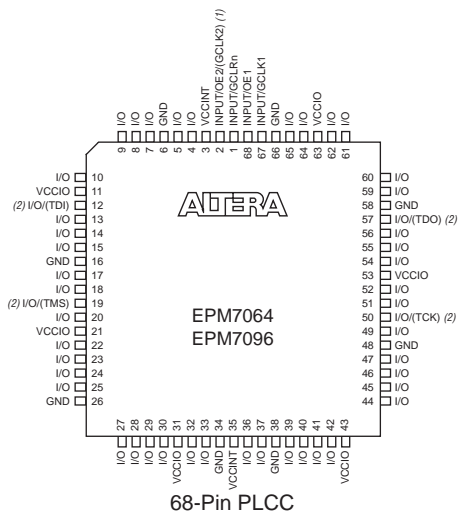 I/O
I/O
I/O
GND
I/O
I/O
VCCINT
INPUT/OE2/(GCLK2) (1)
INPUT/GCLRn
INPUT/OE1
INPUT/GCLK1
GND
I/O
I/O
VCCIO
I/O
I/O
9 8 7 6 5 4 3 2 1 68 67 66 65 64 63 62 61
I/O 10
VCCIO 11
(2) I/O/(TDI) 12
I/O 13
I/O 14
I/O 15
GND 16
I/O 17
I/O 18
(2) I/O/(TMS) 19
I/O 20
VCCIO 21
I/O 22
I/O 23
I/O 24
I/O 25
GND 26
ALTERA
EPM7064
EPM7096
60 I/O
59 I/O
58 GND
57 I/O/(TDO) (2)
56 I/O
55 I/O
54 I/O
53 VCCIO
52 I/O
51 I/O
50 I/O/(TCK) (2)
49 I/O
48 GND
47 I/O
46 I/O
45 I/O
44 I/O
27 28 29 30 31 32 33 34 35 36 37 38 39 40 41 42 43
I/O
I/O
I/O
I/O
VCCIO
I/O
I/O
GND
VCCINT
I/O
I/O
GND
I/O
I/O
I/O
I/O
VCCIO
68-Pin PLCC